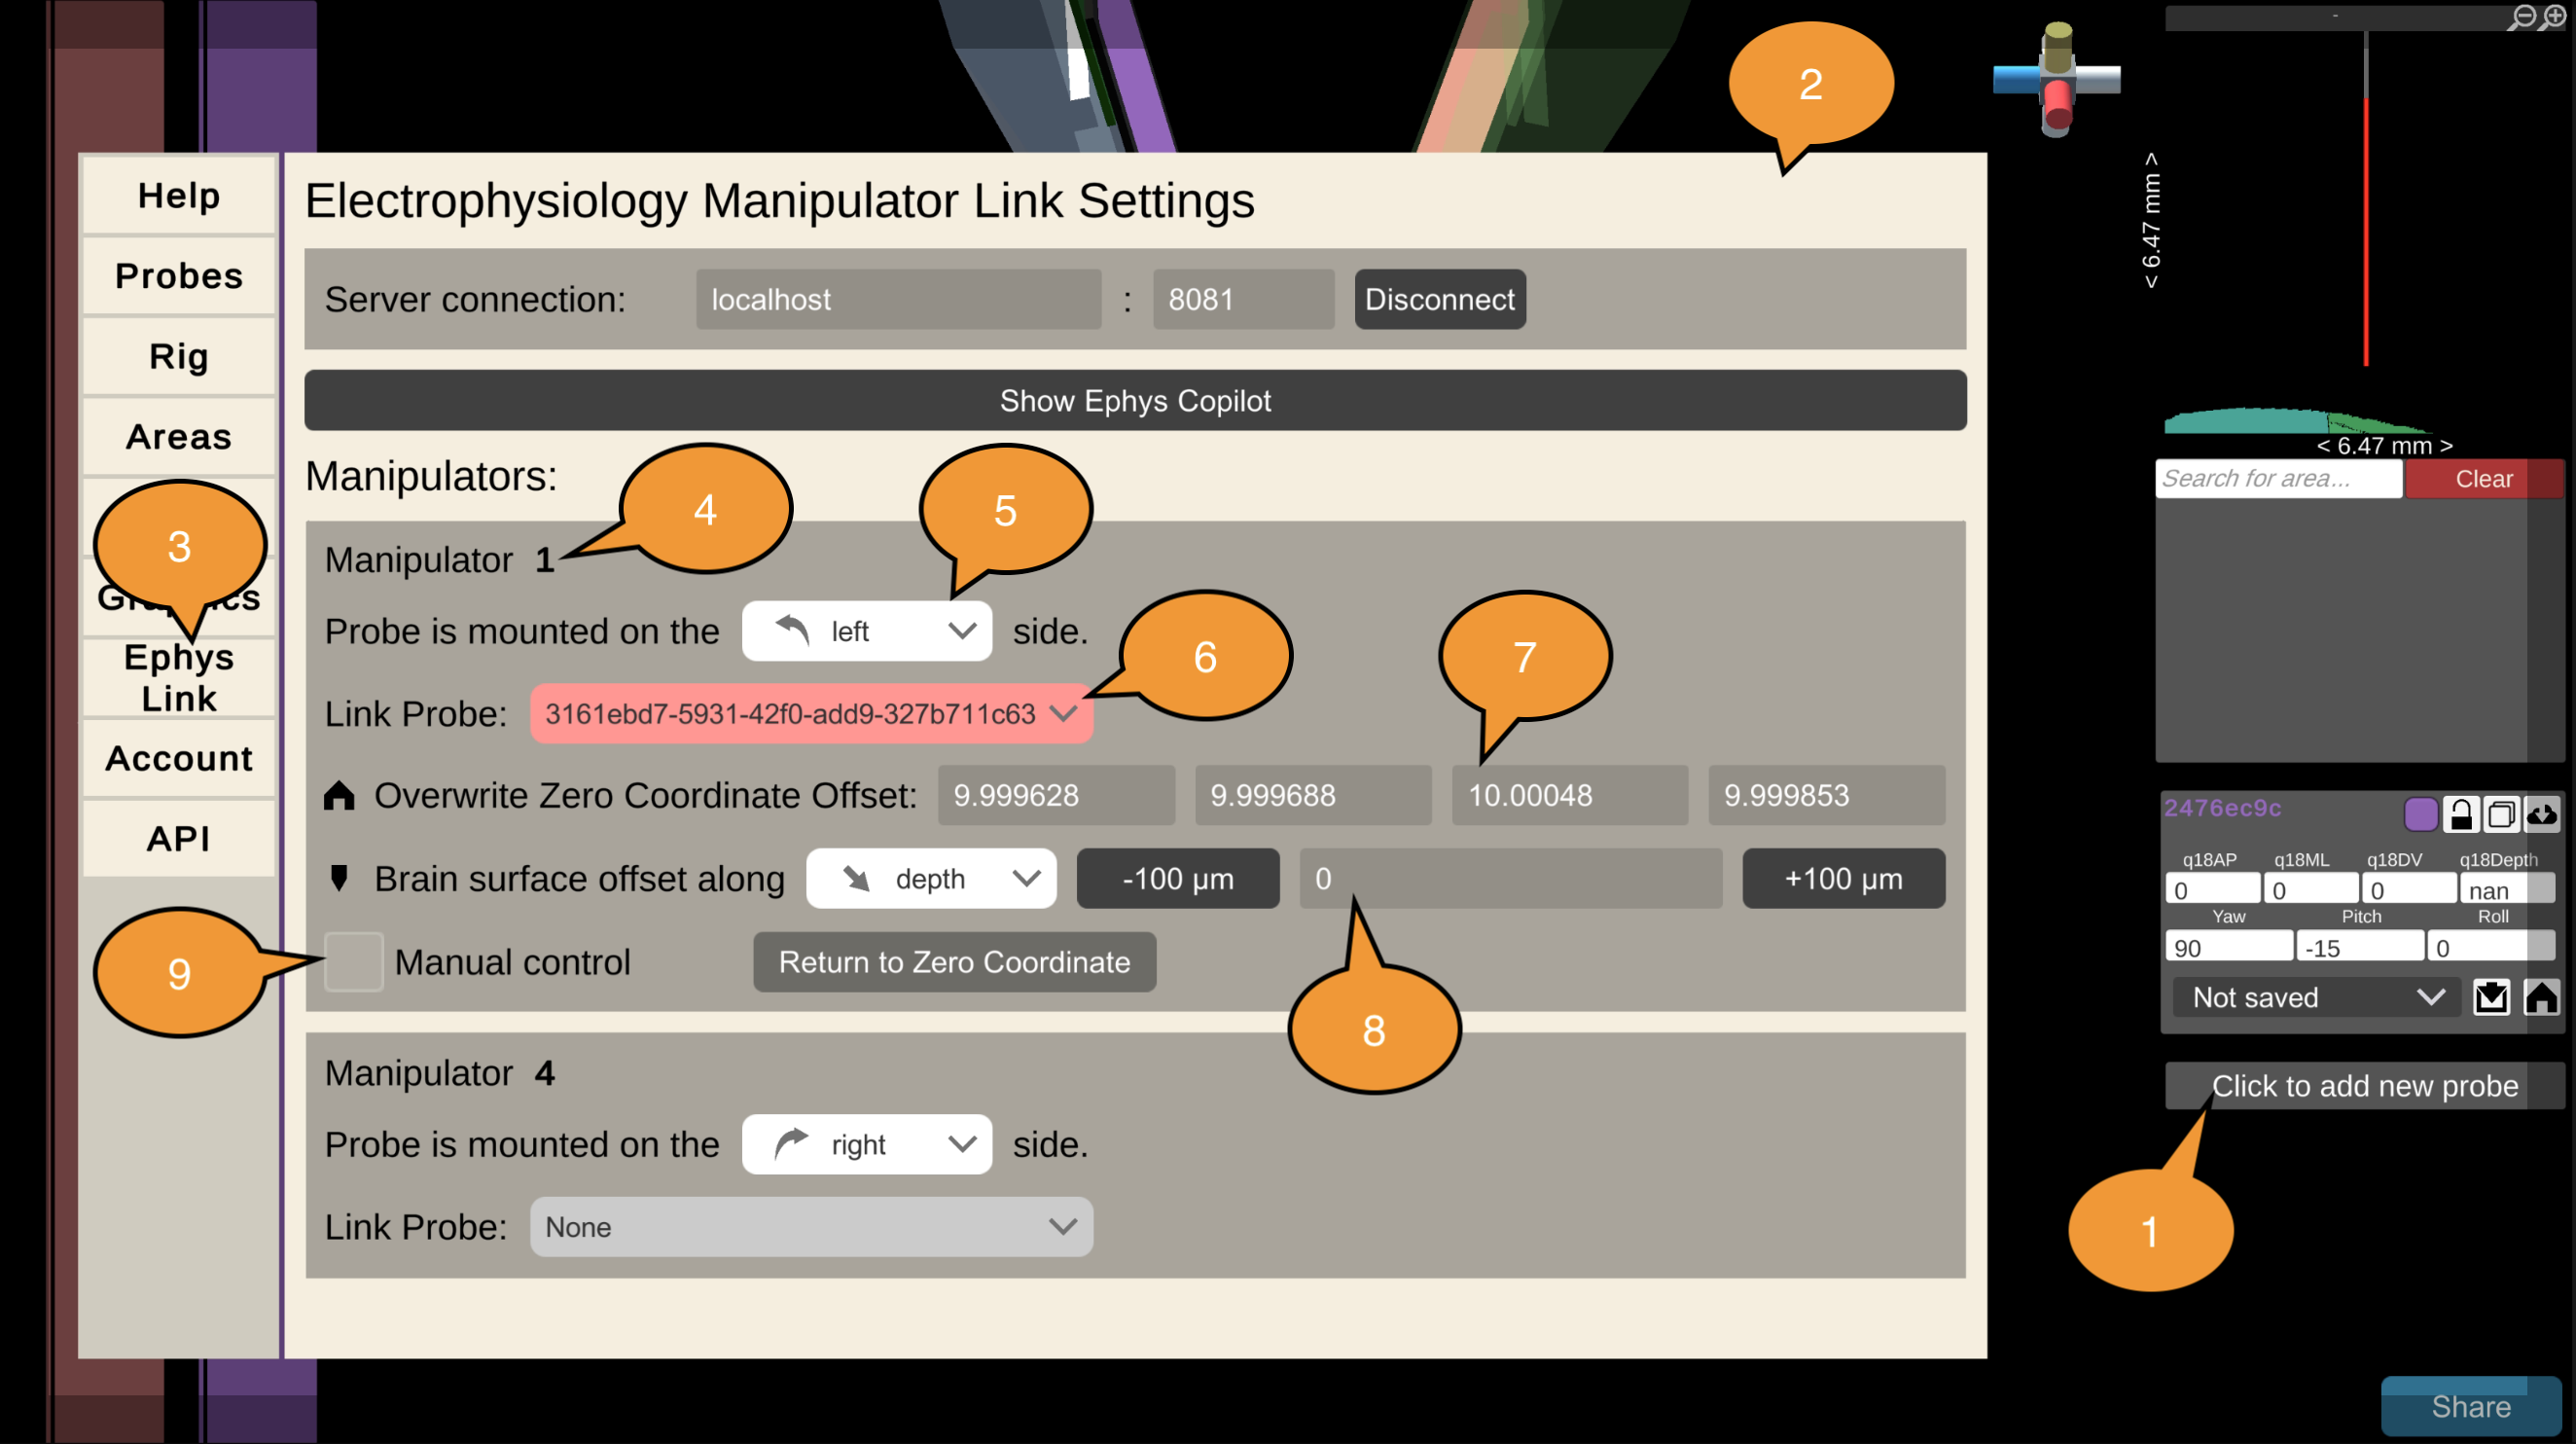 Help
Probes
Rig
Areas
Ephys
Link
Account
API
Electrophysiology Manipulator Link Settings
Server connection: localhost : 8081 Disconnect
Show Ephys Copilot
Manipulators:
Manipulator 1
Probe is mounted on the left side.
Link Probe: 3161ebd7-5931-42f0-add9-327b711c63
Overwrite Zero Coordinate Offset: 9.999628 9.999688 10.00048 9.999853
Brain surface offset along depth -100 µm 0 +100 µm
Manual control Return to Zero Coordinate
Manipulator 4
Probe is mounted on the right side.
Link Probe: None
2
3
4
5
6
7
8
9
1
-
< 6.47 mm >
< 6.47 mm >
Search for area... Clear
2476ec9c
q18AP q18ML q18DV q18Depth
0 0 0 nan
Yaw Pitch Roll
90 -15 0
Not saved
Click to add new probe
Share